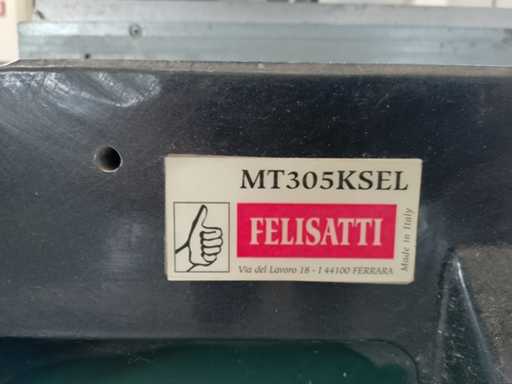 MT305KSEL
FELISATTI
Made in Italy
Via del Lavoro 18 - I 44100 FERRARA